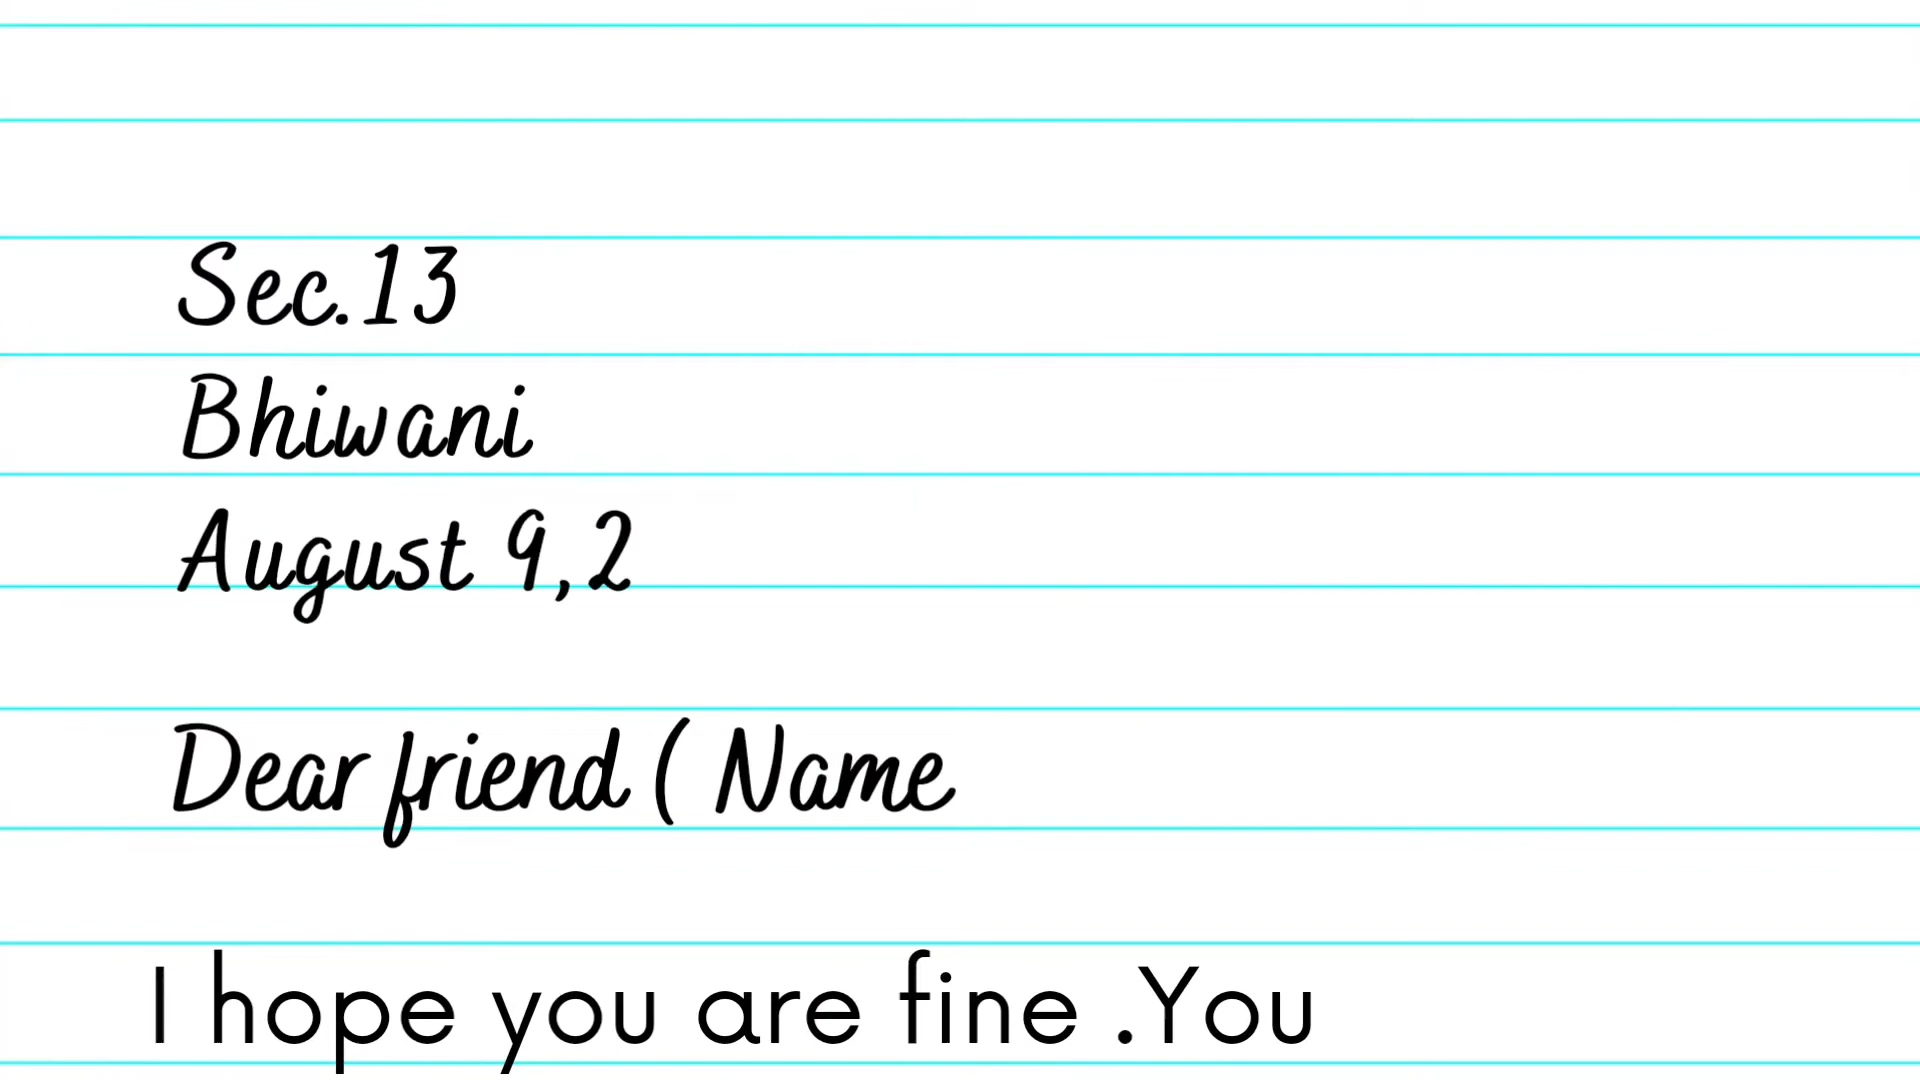 Sec.13
Bhiwani
August 9,2
Dear friend ( Name
I hope you are fine .You